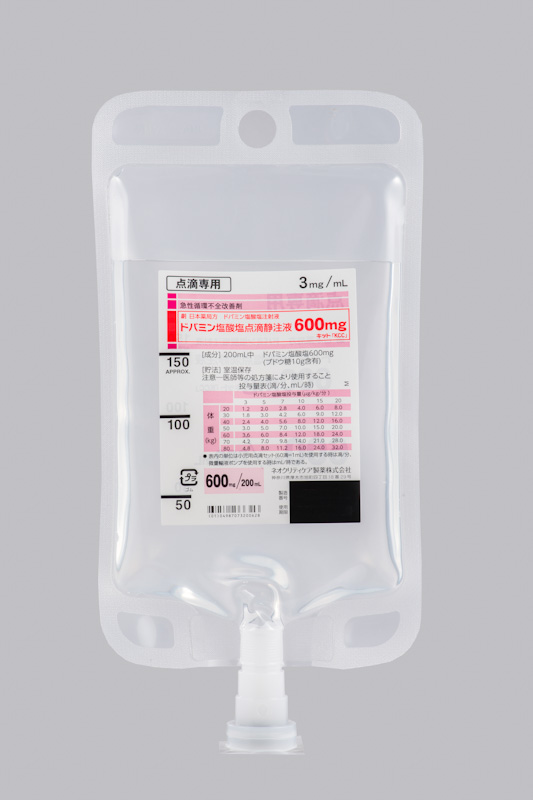 点滴専用 3mg/mL
急性循環不全改善剤
劇 日本薬局方 ドパミン塩酸塩注射液
ドパミン塩酸塩点滴静注液 600mg
キット「KCC」
[成分] 200mL中 ドパミン塩酸塩600mg
(ブドウ糖10g含有)
[貯法] 室温保存
注意－医師等の処方箋により使用すること
投与量表(滴/分、mL/時)
ドパミン塩酸塩投与量(μg/kg/分)
3 5 7 10 15 20
体重(kg)
20 1.2 2.0 2.8 4.0 6.0 8.0
30 1.8 3.0 4.2 6.0 9.0 12.0
40 2.4 4.0 5.6 8.0 12.0 16.0
50 3.0 5.0 7.0 10.0 15.0 20.0
60 3.6 6.0 8.4 12.0 18.0 24.0
70 4.2 7.0 9.8 14.0 21.0 28.0
80 4.8 8.0 11.2 16.0 24.0 32.0
150
APPROX.
100
50
プラ
600mg/200mL
ネオクリティケア製薬株式会社
製造番号
使用期限